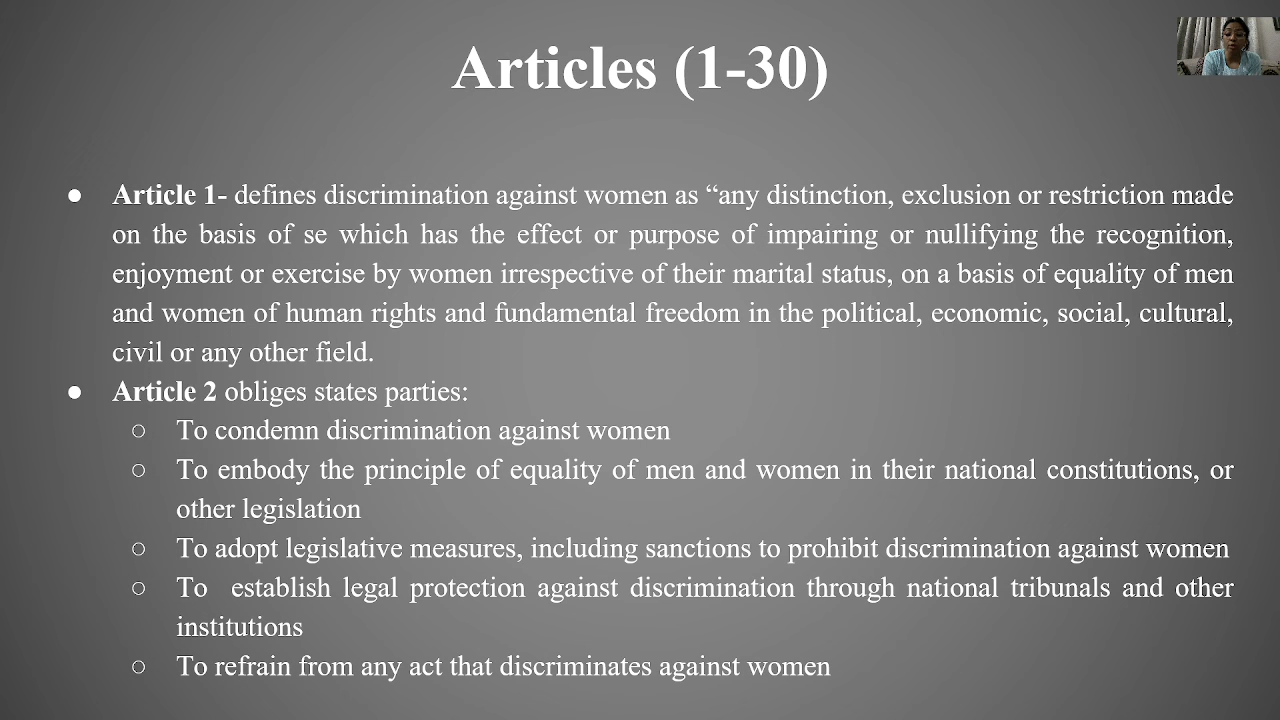 Articles (1-30)
● Article 1- defines discrimination against women as “any distinction, exclusion or restriction made
on the basis of se which has the effect or purpose of impairing or nullifying the recognition,
enjoyment or exercise by women irrespective of their marital status, on a basis of equality of men
and women of human rights and fundamental freedom in the political, economic, social, cultural,
civil or any other field.
● Article 2 obliges states parties:
○ To condemn discrimination against women
○ To embody the principle of equality of men and women in their national constitutions, or
other legislation
○ To adopt legislative measures, including sanctions to prohibit discrimination against women
○ To establish legal protection against discrimination through national tribunals and other
institutions
○ To refrain from any act that discriminates against women